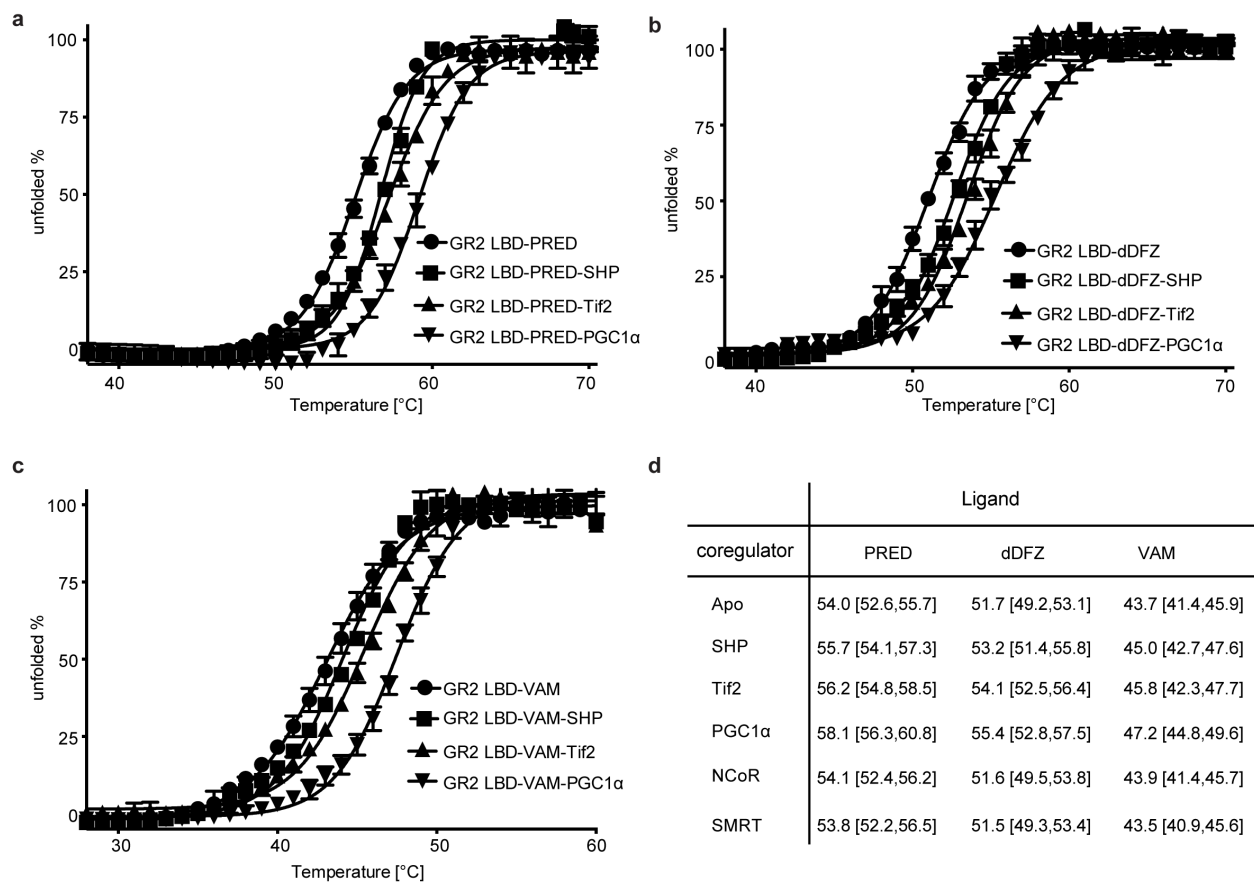 a
100
75
50
25
0
unfolded %
GR2 LBD-PRED
GR2 LBD-PRED-SHP
GR2 LBD-PRED-Tif2
GR2 LBD-PRED-PGC1α
40 50 60 70
Temperature [°C]
b
100
75
50
25
0
unfolded %
GR2 LBD-dDFZ
GR2 LBD-dDFZ-SHP
GR2 LBD-dDFZ-Tif2
GR2 LBD-dDFZ-PGC1α
40 50 60 70
Temperature [°C]
c
100
75
50
25
0
unfolded %
GR2 LBD-VAM
GR2 LBD-VAM-SHP
GR2 LBD-VAM-Tif2
GR2 LBD-VAM-PGC1α
30 40 50 60
Temperature [°C]
d
Ligand
coregulator PRED dDFZ VAM
Apo 54.0 [52.6,55.7] 51.7 [49.2,53.1] 43.7 [41.4,45.9]
SHP 55.7 [54.1,57.3] 53.2 [51.4,55.8] 45.0 [42.7,47.6]
Tif2 56.2 [54.8,58.5] 54.1 [52.5,56.4] 45.8 [42.3,47.7]
PGC1α 58.1 [56.3,60.8] 55.4 [52.8,57.5] 47.2 [44.8,49.6]
NCoR 54.1 [52.4,56.2] 51.6 [49.5,53.8] 43.9 [41.4,45.7]
SMRT 53.8 [52.2,56.5] 51.5 [49.3,53.4] 43.5 [40.9,45.6]